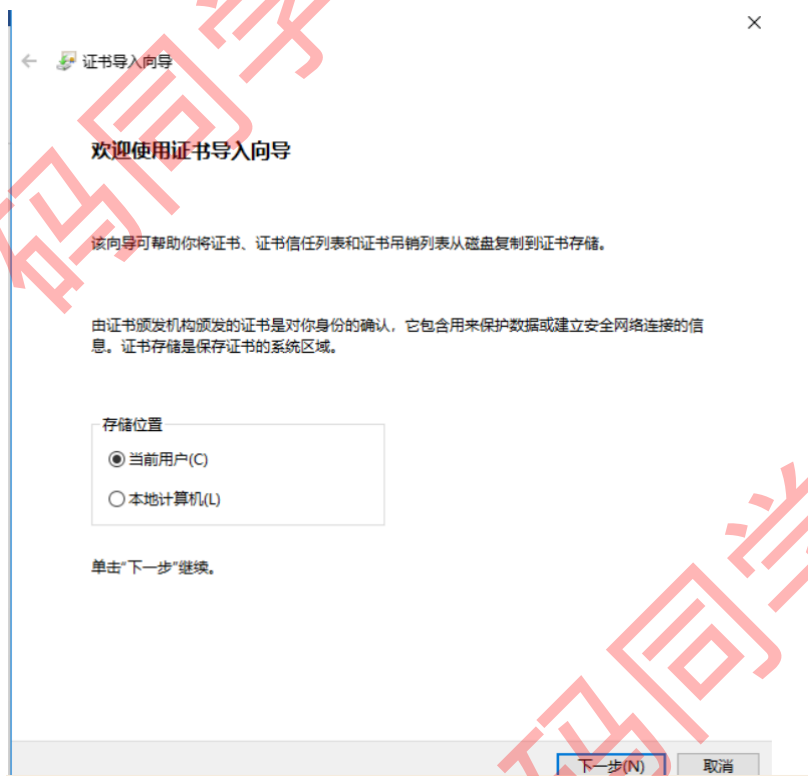 证书导入向导
欢迎使用证书导入向导
该向导可帮助你将证书、证书信任列表和证书吊销列表从磁盘复制到证书存储。
由证书颁发机构颁发的证书是对你身份的确认，它包含用来保护数据或建立安全网络连接的信
息。证书存储是保存证书的系统区域。
存储位置
当前用户(C)
本地计算机(L)
单击“下一步”继续。
下一步(N)
取消
码同学
码同学